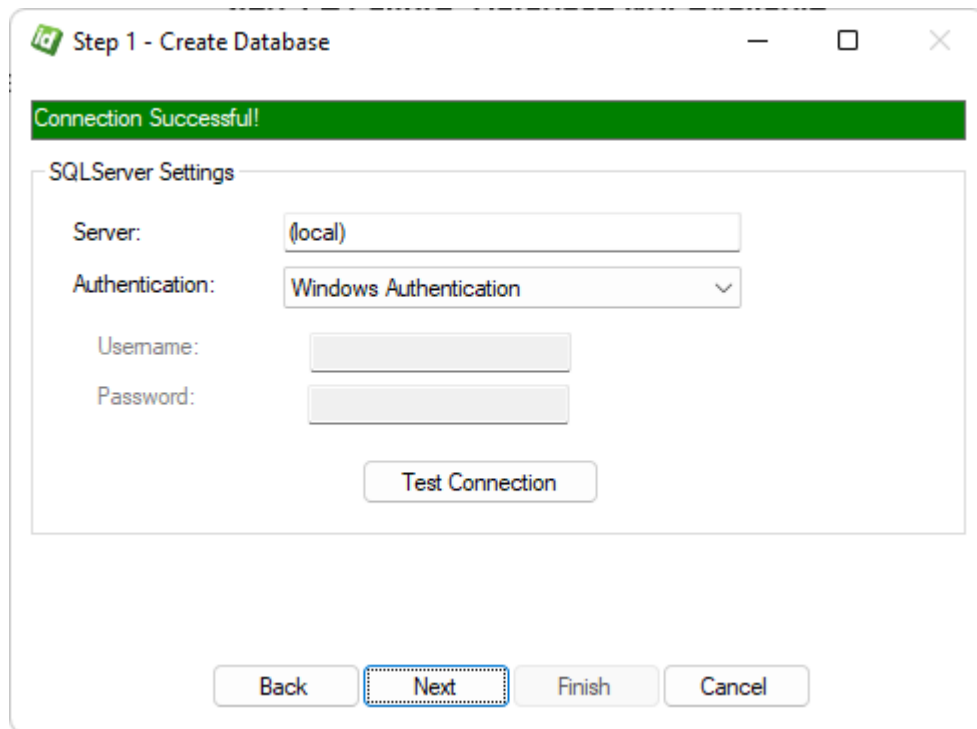 Step 1 - Create Database
Connection Successful!
SQLServer Settings
Server: (local)
Authentication: Windows Authentication
Username:
Password:
Test Connection
Back Next Finish Cancel